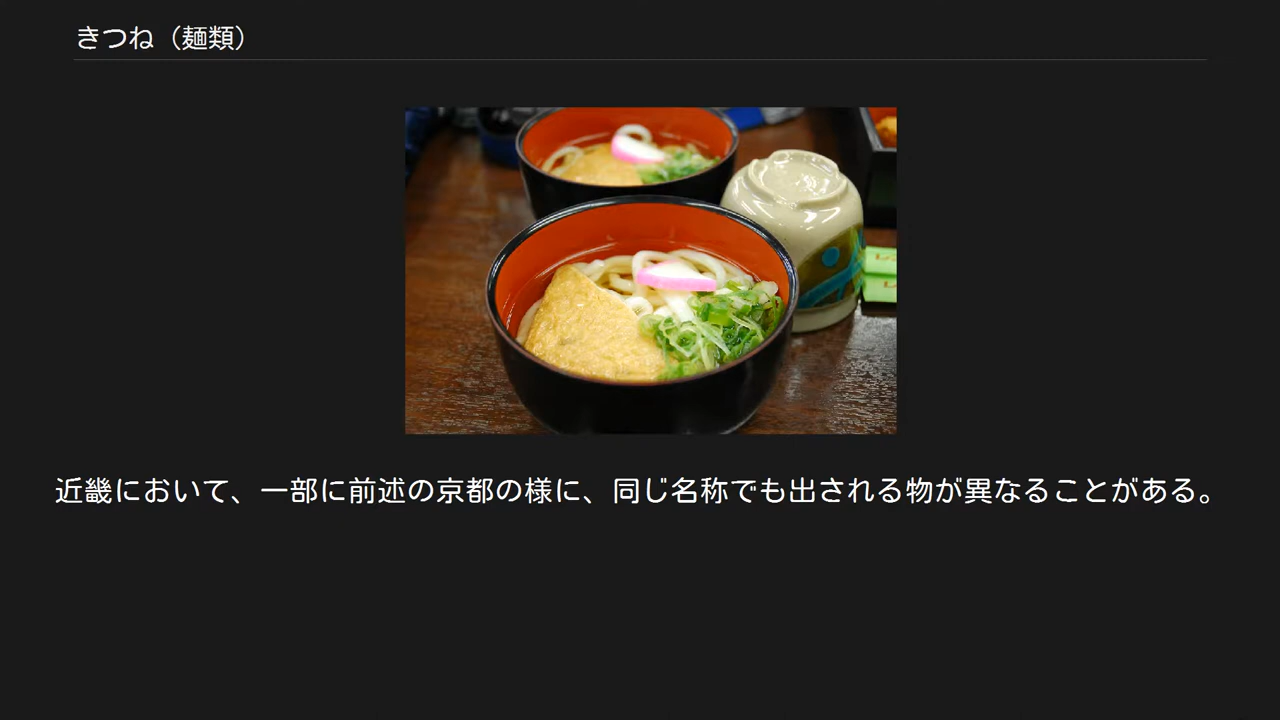 きつね（麺類）
近畿において、一部に前述の京都の様に、同じ名称でも出される物が異なることがある。